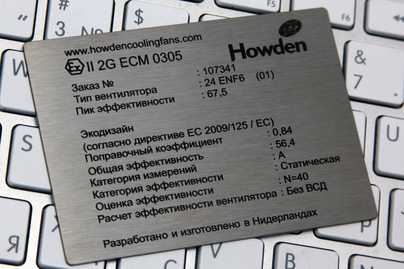 www.howdencoolingfans.com
Howden
Ex II 2G ECM 0305
Заказ № : 107341
Тип вентилятора : 24 ENF6 (01)
Пик эффективности : 67,5
Экодизайн
(согласно директиве ЕС 2009/125 / ЕС)
Поправочный коэффициент : 0,84
Общая эффективность : 56,4
Категория измерений : A
Категория эффективности : Статическая
Оценка эффективности : N=40
Расчет эффективности вентилятора : Без ВСД
Разработано и изготовлено в Нидерландах
&
7
Я